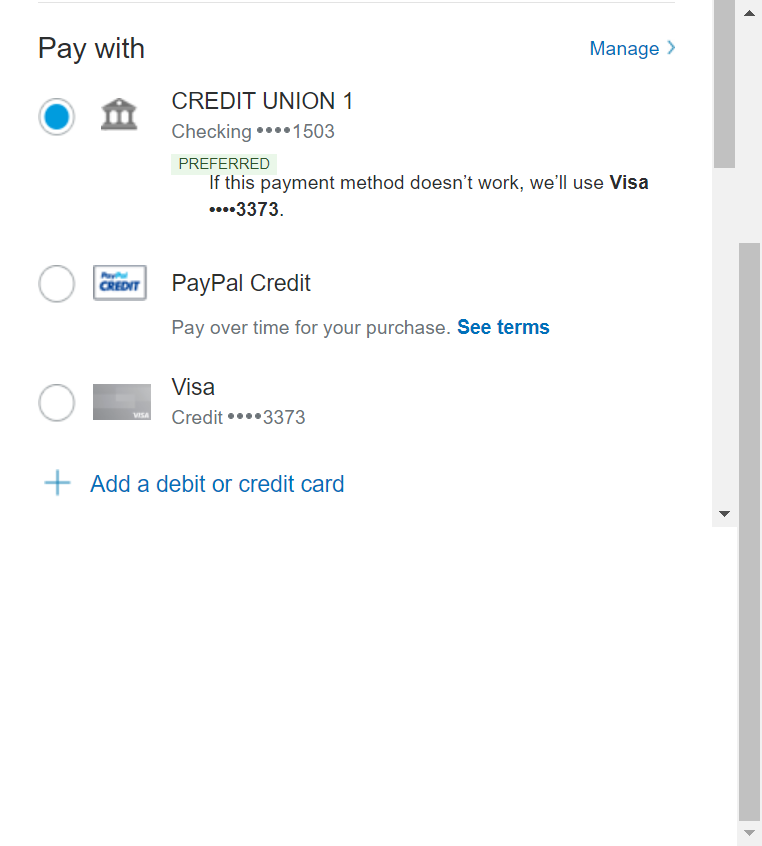 Pay with
Manage
CREDIT UNION 1
Checking ••••1503
PREFERRED
If this payment method doesn’t work, we’ll use Visa
••••3373.
PayPal
CREDIT
PayPal Credit
Pay over time for your purchase. See terms
Visa
VISA
Credit ••••3373
Add a debit or credit card